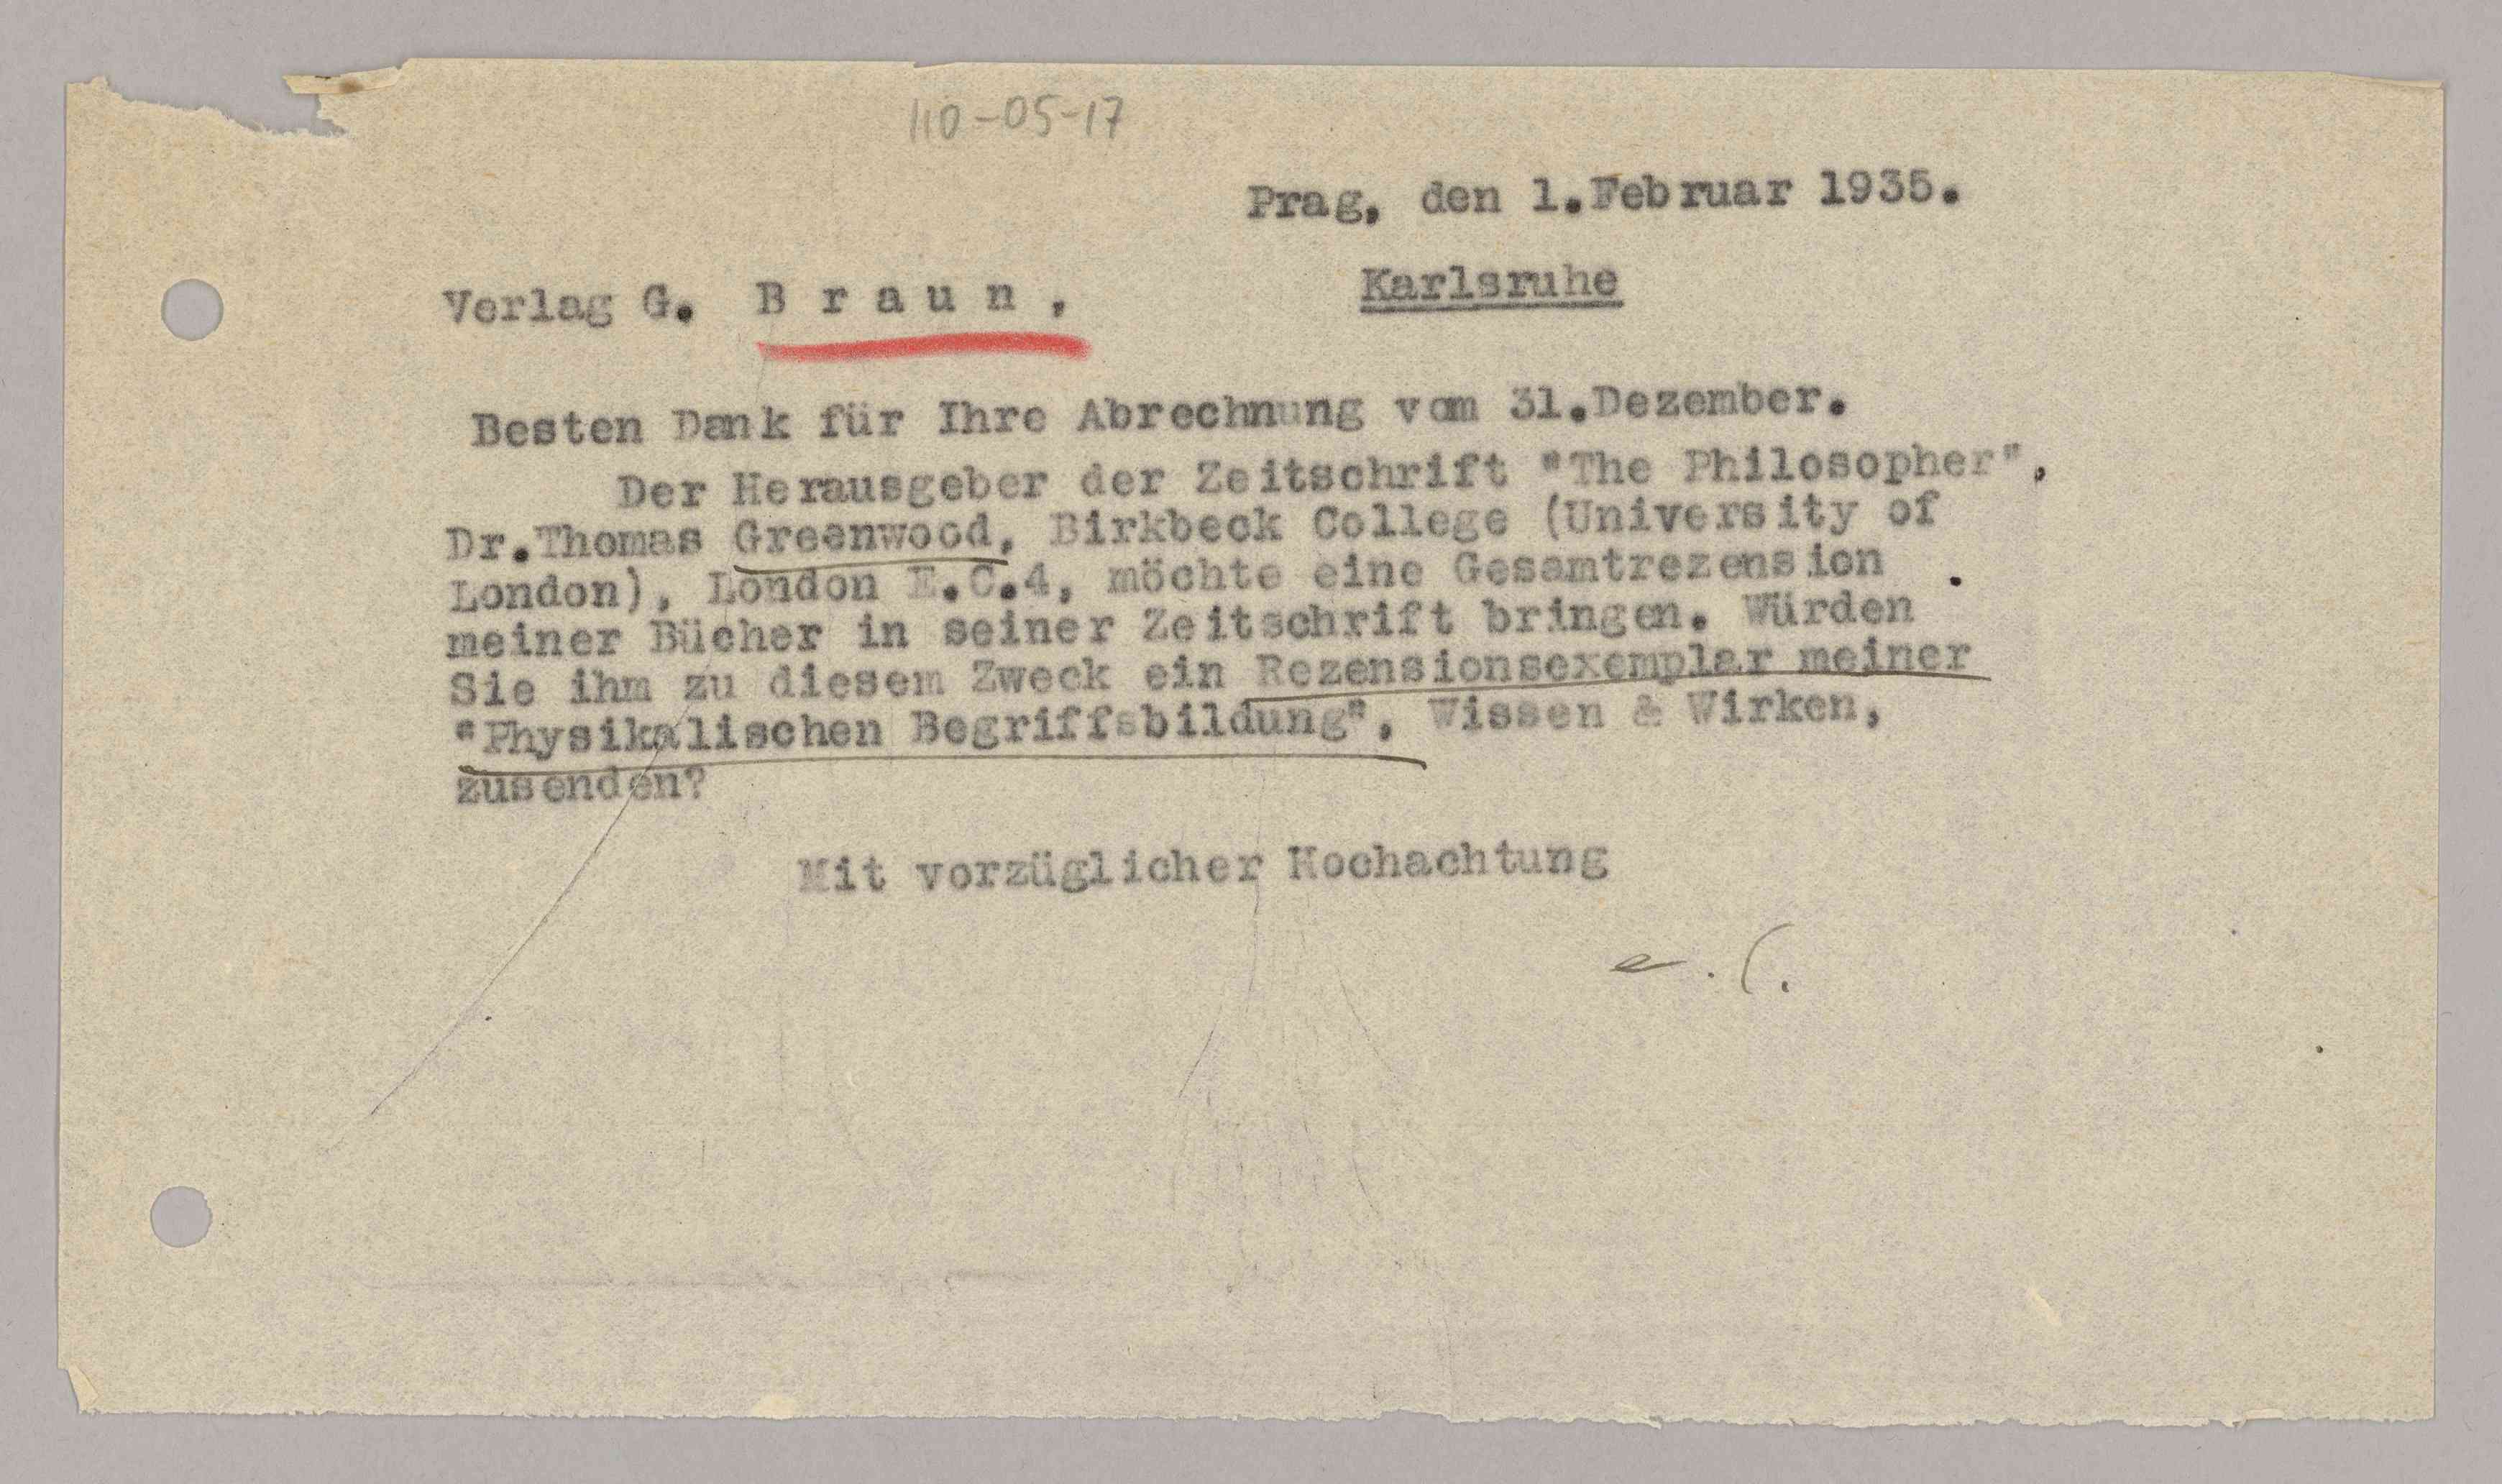 110-05-17
Prag, den 1.Februar 1935.
Verlag G. B r a u n ,
Karlsruhe
Besten Dank für Ihre Abrechnung vom 31.Dezember.
Der Herausgeber der Zeitschrift "The Philosopher",
Dr.Thomas Greenwood, Birkbeck College (University of
London), London E.C.4, möchte eine Gesamtrezension
meiner Bücher in seiner Zeitschrift bringen. Würden
Sie ihm zu diesem Zweck ein Rezensionsexemplar meiner
"Physikalischen Begriffsbildung", Wissen & Wirken,
zusenden?
Mit vorzüglicher Hochachtung